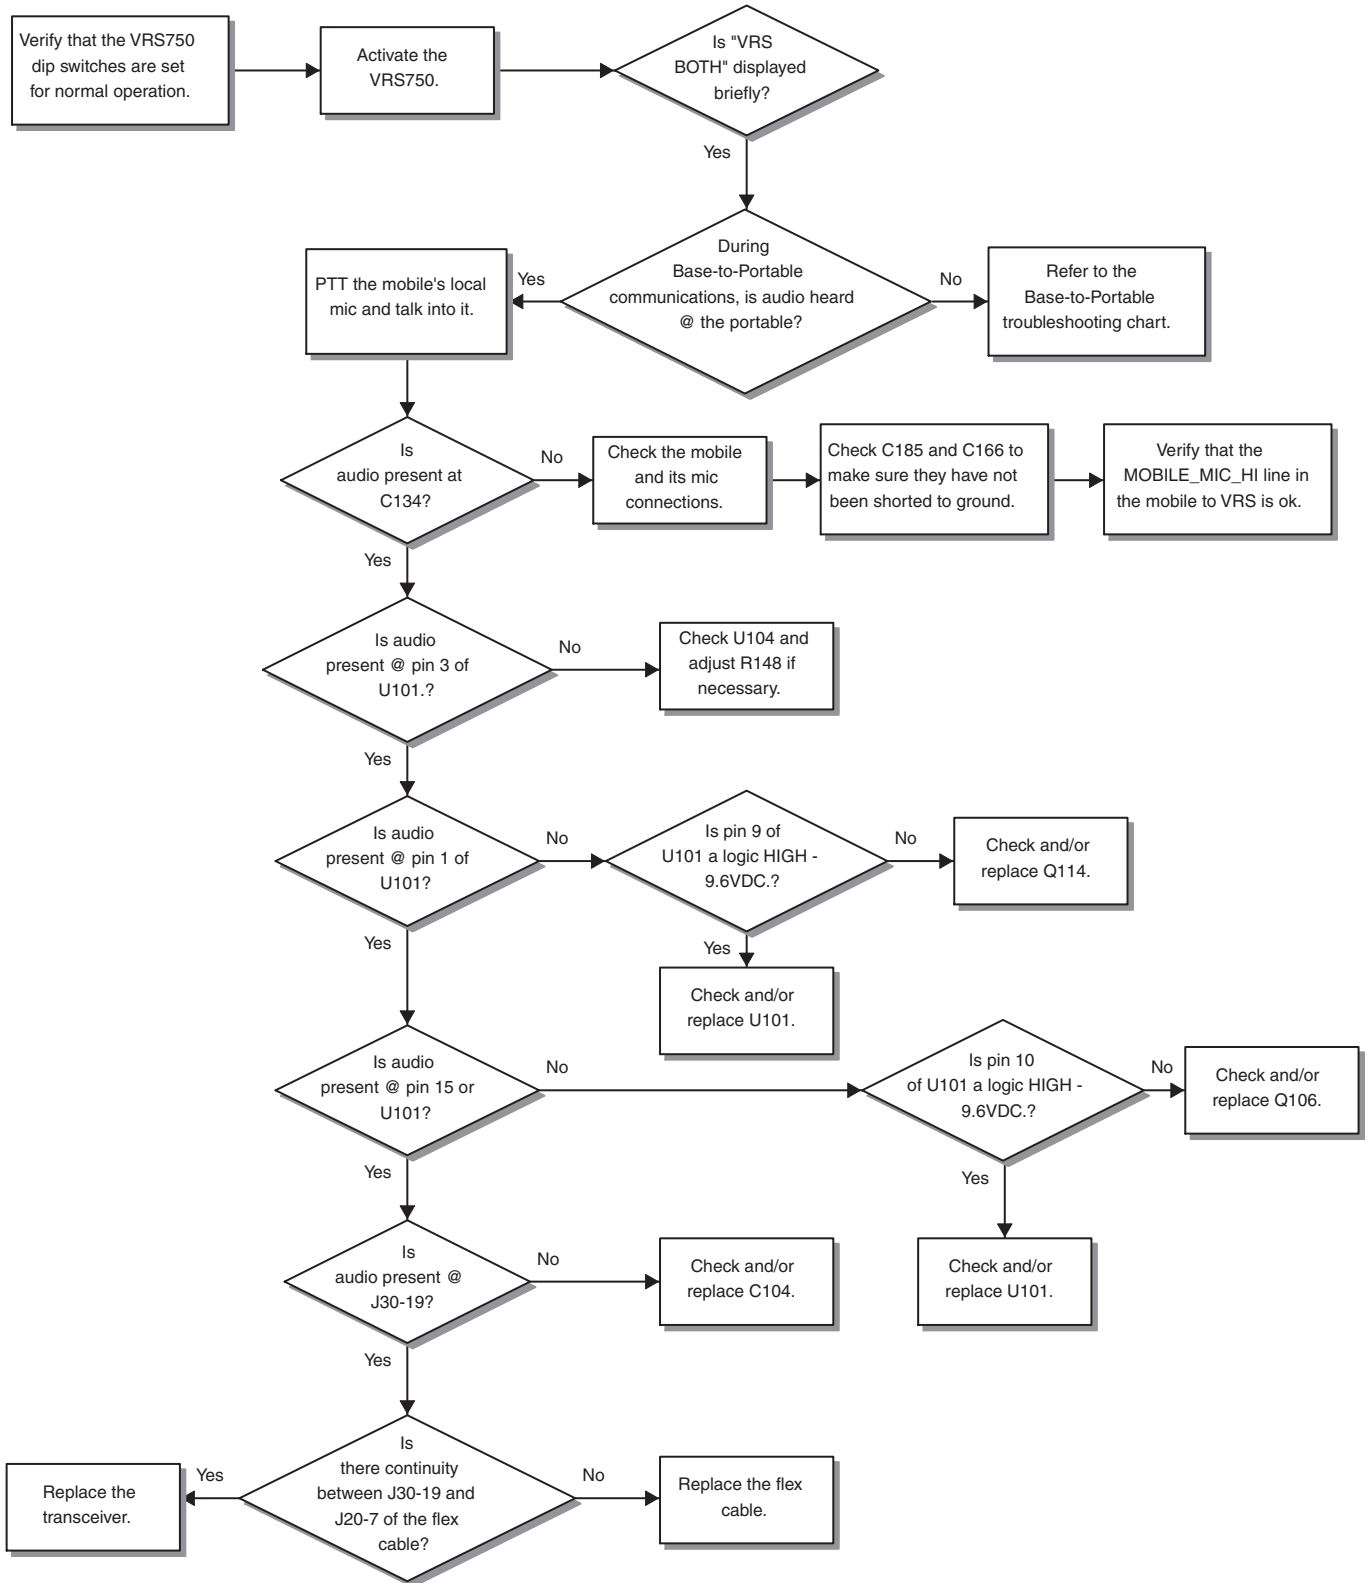 Verify that the VRS750
dip switches are set
for normal operation.
Activate the
VRS750.
Is "VRS
BOTH" displayed
briefly?
Yes
During
Base-to-Portable
communications, is audio heard
@ the portable?
Yes
No
PTT the mobile's local
mic and talk into it.
Refer to the
Base-to-Portable
troubleshooting chart.
Is
audio present at
C134?
No
Check the mobile
and its mic
connections.
Check C185 and C166 to
make sure they have not
been shorted to ground.
Verify that the
MOBILE_MIC_HI line in
the mobile to VRS is ok.
Yes
Is audio
present @ pin 3 of
U101.?
No
Check U104 and
adjust R148 if
necessary.
Yes
Is audio
present @ pin 1 of
U101?
No
Is pin 9 of
U101 a logic HIGH -
9.6VDC.?
No
Check and/or
replace Q114.
Yes
Yes
Check and/or
replace U101.
Is audio
present @ pin 15 or
U101?
No
Is pin 10
of U101 a logic HIGH -
9.6VDC.?
No
Check and/or
replace Q106.
Yes
Yes
Is
audio present @
J30-19?
No
Check and/or
replace C104.
Check and/or
replace U101.
Yes
Is
there continuity
between J30-19 and
J20-7 of the flex
cable?
Yes
No
Replace the
transceiver.
Replace the flex
cable.